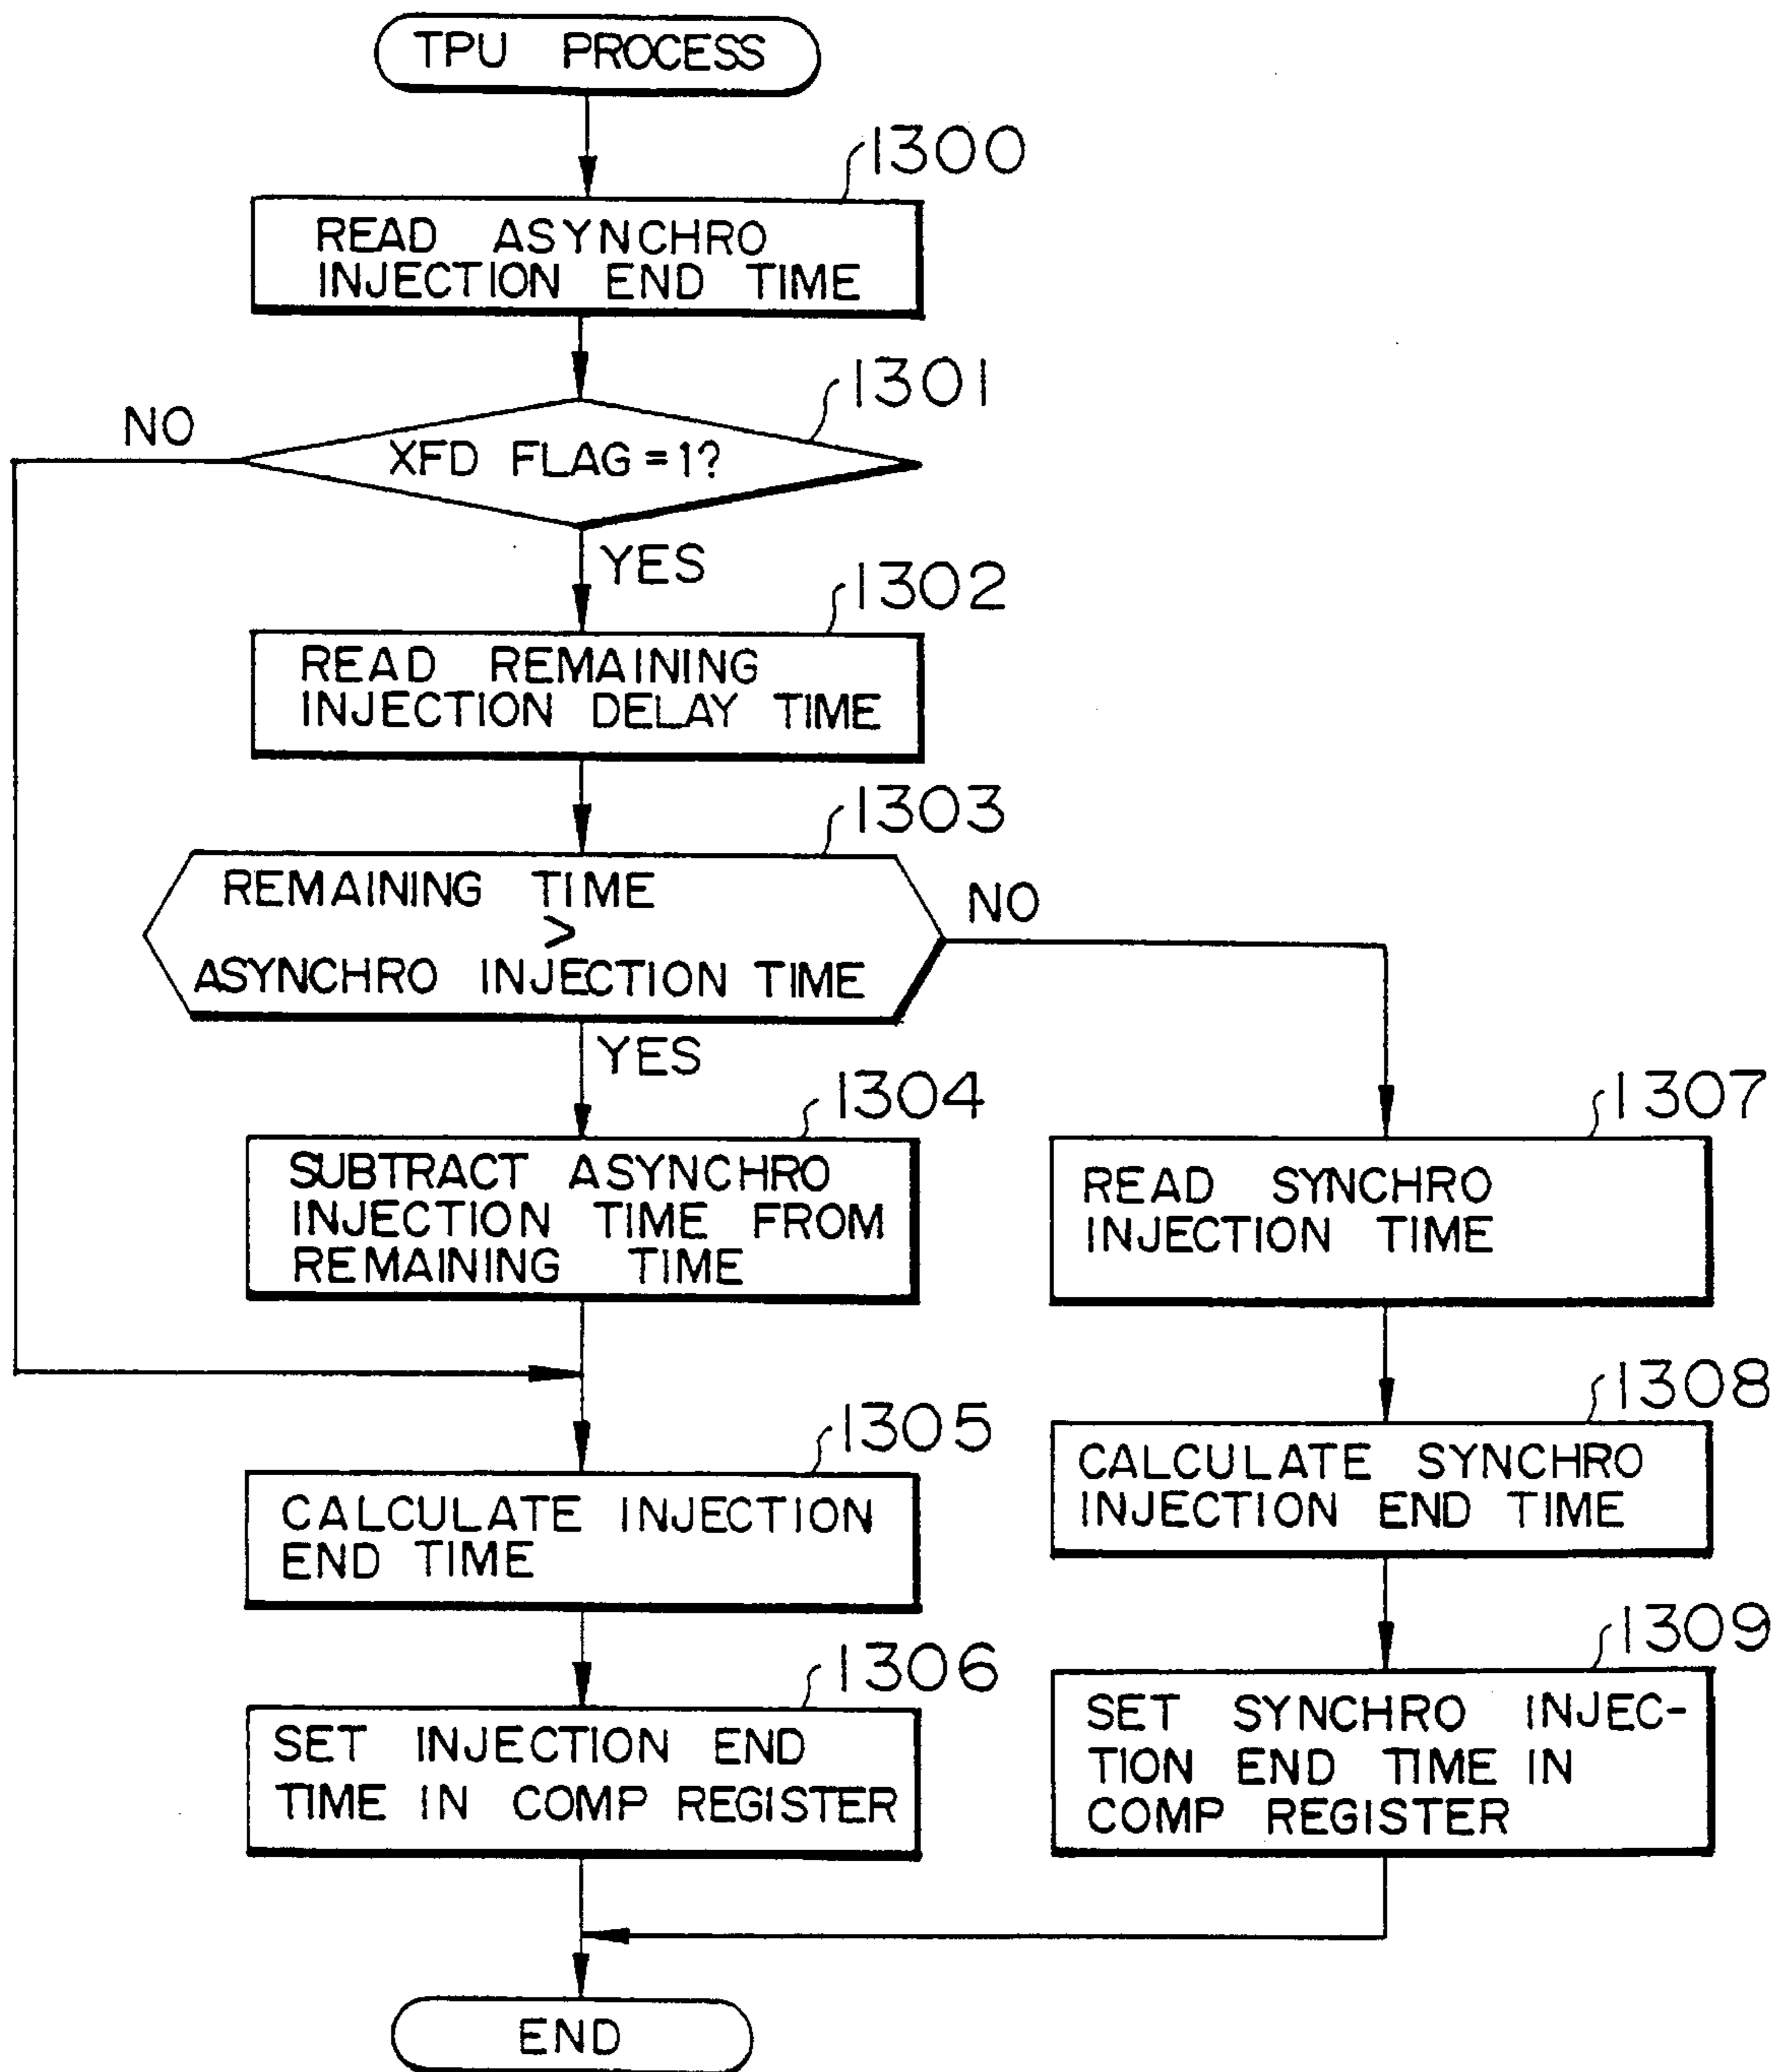 TPU PROCESS
1300
READ ASYNCHRO
INJECTION END TIME
1301
NO
XFD FLAG=1?
YES
1302
READ REMAINING
INJECTION DELAY TIME
1303
REMAINING TIME
>
ASYNCHRO INJECTION TIME
NO
YES
1304
SUBTRACT ASYNCHRO
INJECTION TIME FROM
REMAINING TIME
1307
READ SYNCHRO
INJECTION TIME
1305
CALCULATE INJECTION
END TIME
1308
CALCULATE SYNCHRO
INJECTION END TIME
1306
SET INJECTION END
TIME IN COMP REGISTER
1309
SET SYNCHRO INJEC-
TION END TIME IN
COMP REGISTER
END